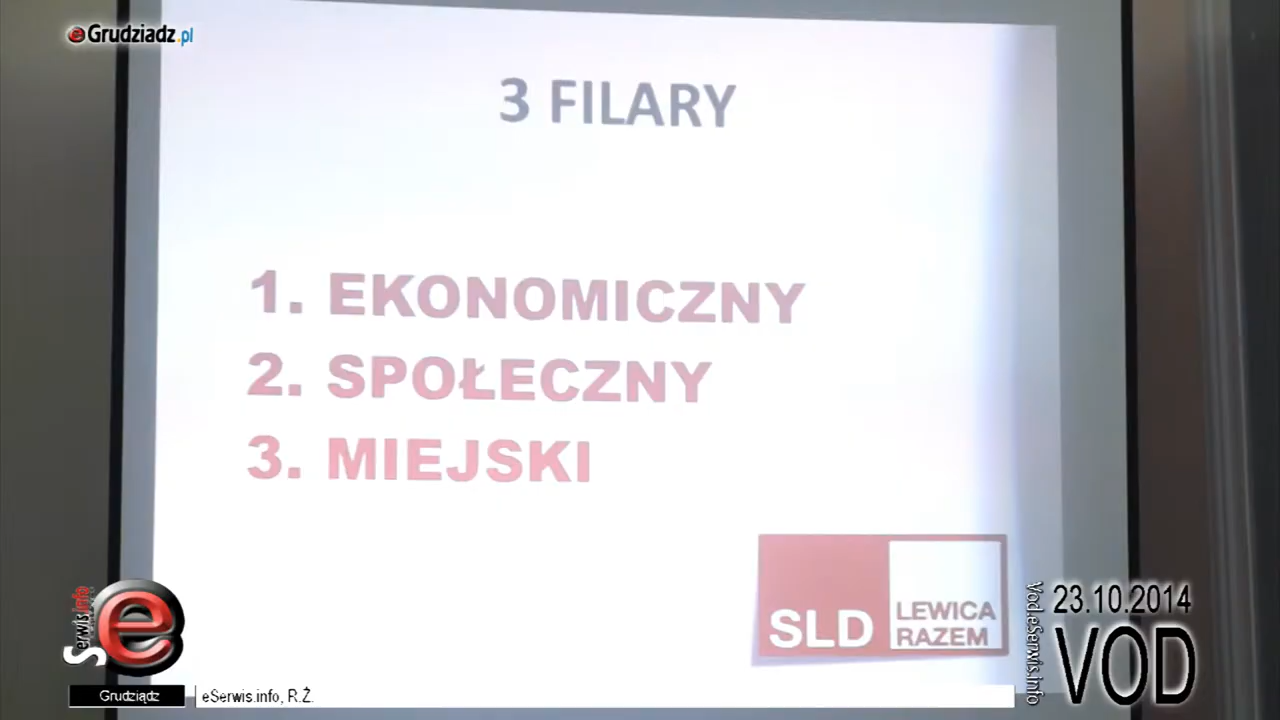 eGrudziadz.pl
3 FILARY
1. EKONOMICZNY
2. SPOŁECZNY
3. MIEJSKI
SLD
LEWICA
RAZEM
Serwis.info
e
Grudziądz
eSerwis.info, R.Ż.
Vod.eSerwis.Info
23.10.2014
VOD